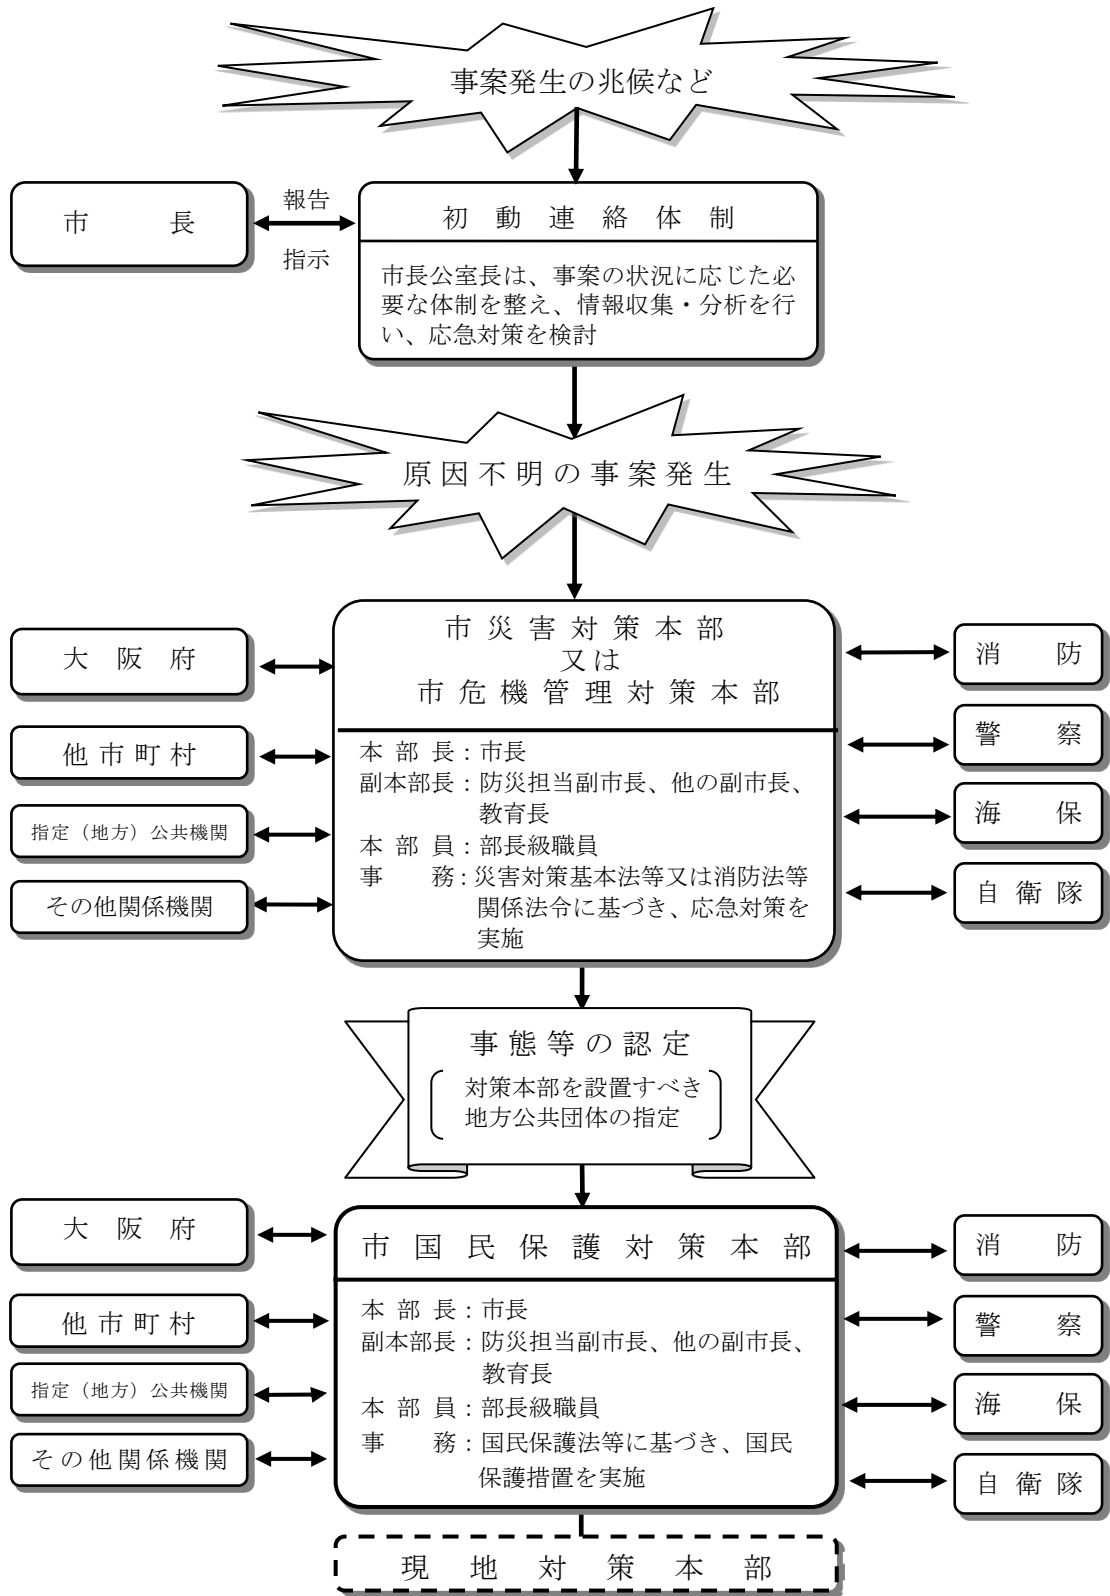 事案発生の兆候など
市長
報告
指示
初動連絡体制
市長公室長は、事案の状況に応じた必
要な体制を整え、情報収集・分析を行
い、応急対策を検討
原因不明の事案発生
大阪府
他市町村
指定（地方）公共機関
その他関係機関
市災害対策本部
又は
市危機管理対策本部
本部長：市長
副本部長：防災担当副市長、他の副市長、
教育長
本部員：部長級職員
事務：災害対策基本法等又は消防法等
関係法令に基づき、応急対策を
実施
消防
警察
海保
自衛隊
事態等の認定
対策本部を設置すべき
地方公共団体の指定
大阪府
他市町村
指定（地方）公共機関
その他関係機関
市国民保護対策本部
本部長：市長
副本部長：防災担当副市長、他の副市長、
教育長
本部員：部長級職員
事務：国民保護法等に基づき、国民
保護措置を実施
消防
警察
海保
自衛隊
現地対策本部